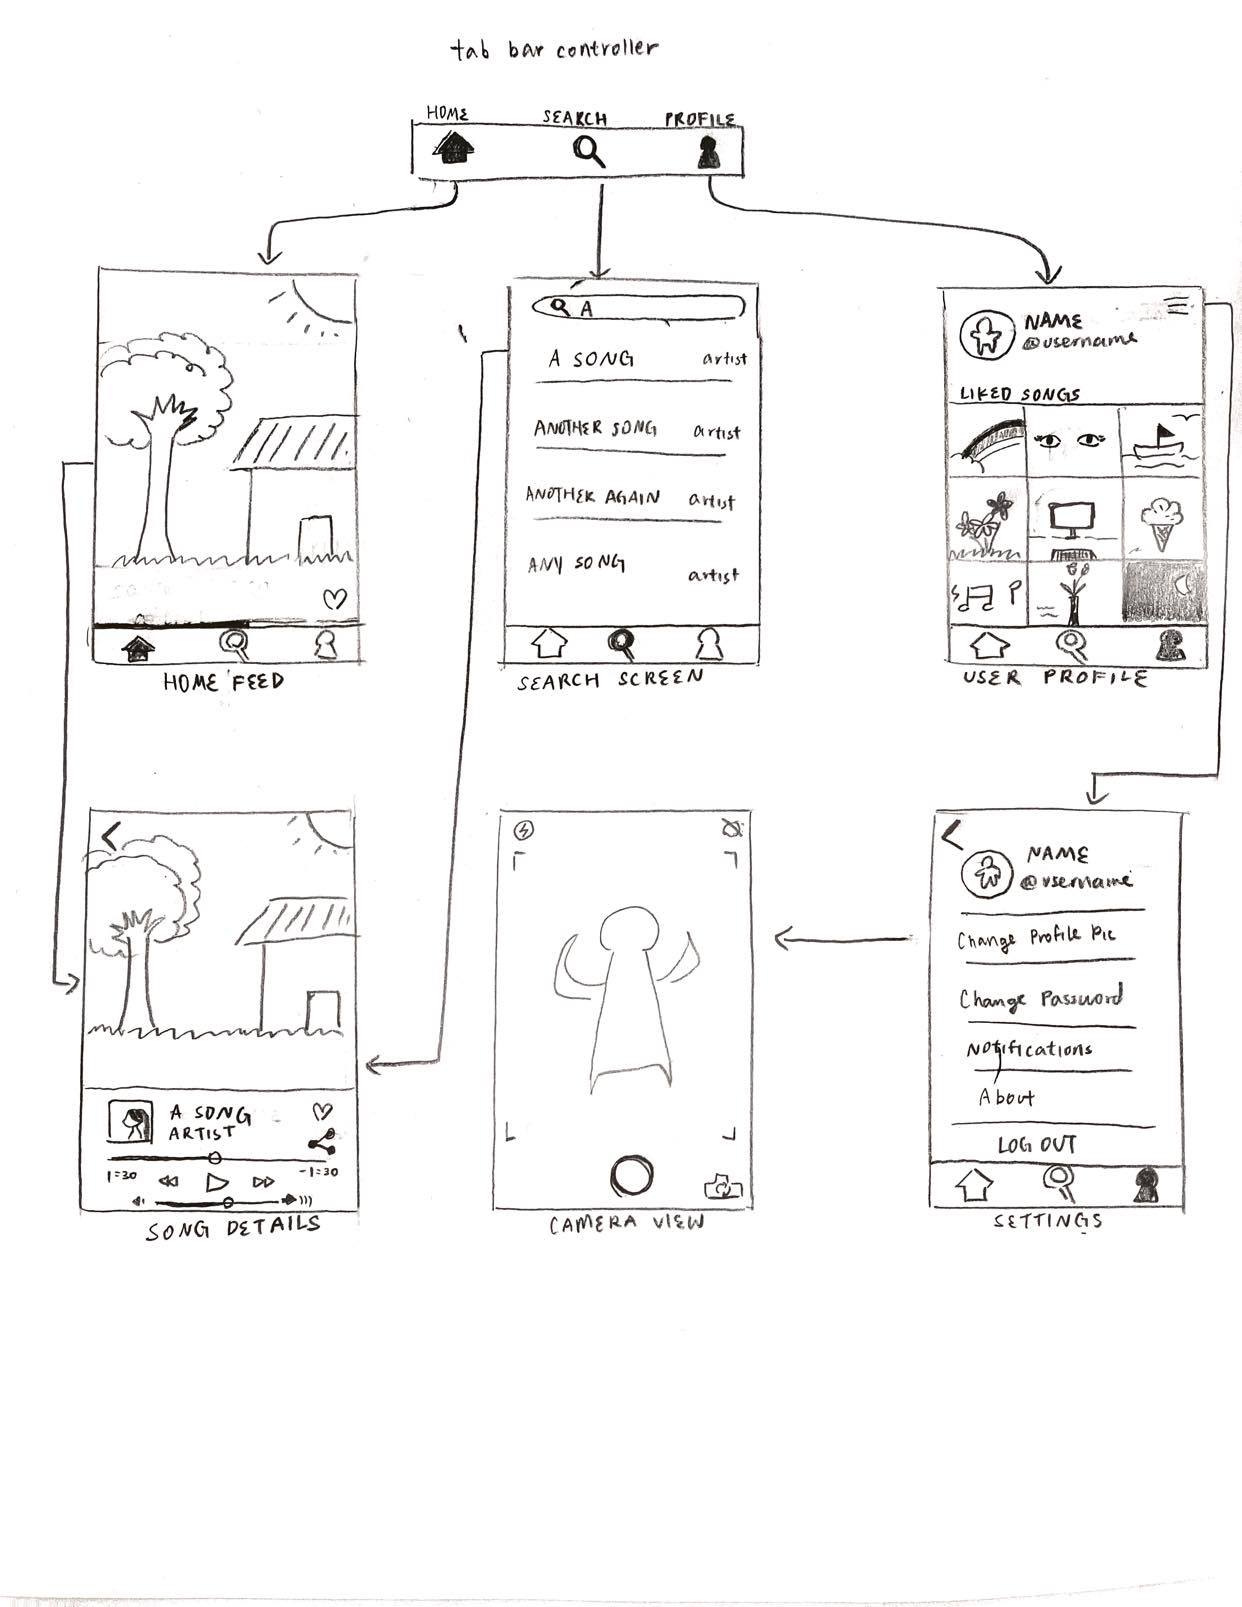 tab bar controller
HOME SEARCH PROFILE
A
A SONG artist
ANOTHER SONG artist
ANOTHER AGAIN artist
ANY SONG artist
NAME
@username
LIKED SONGS
HOME FEED
SEARCH SCREEN
USER PROFILE
A SONG
ARTIST
1:30 -1:30
SONG DETAILS
CAMERA VIEW
NAME
@username
Change Profile Pic
Change Password
Notifications
About
LOG OUT
SETTINGS